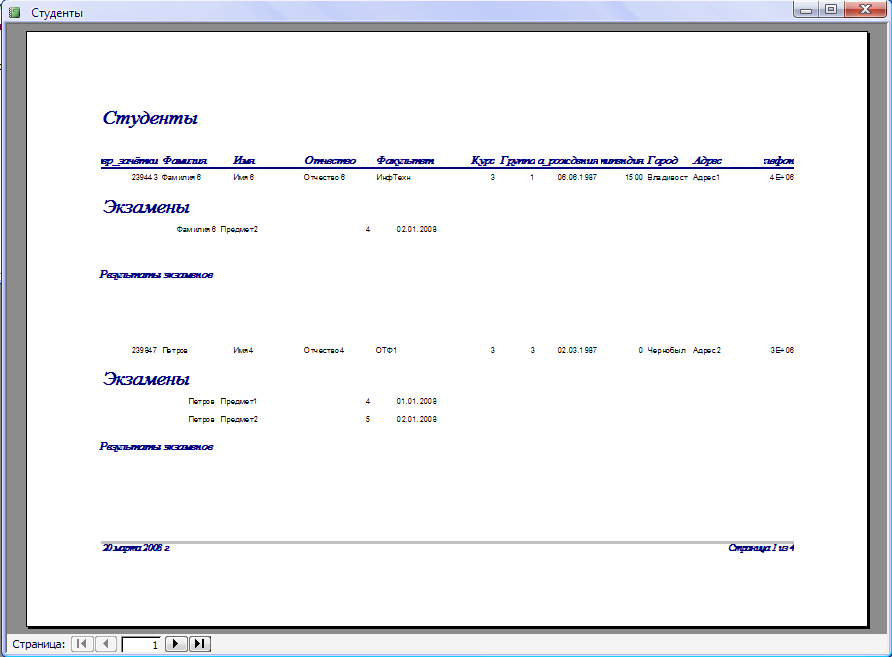 Студенты
Студенты
ер_зачётки Фамилия Имя Отчество Факультет Курс Группа а_рождения Город Адрес лефон
239443 Фамилия6 Имя6 Отчество6 ИнфТехн 3 1 06.06.1987 1500 Владивост Адрес1 4E+06
Экзамены
Фамилия6 Предмет2 4 02.01.2008
Результаты экзаменов
239847 Петров Имя4 Отчество4 ОТФ1 3 3 02.03.1987 0 Чернобыл Адрес2 3E+06
Экзамены
Петров Предмет1 4 01.01.2008
Петров Предмет2 5 02.01.2008
Результаты экзаменов
20 марта 2008 г. Страница 1 из 4
Страница: 1